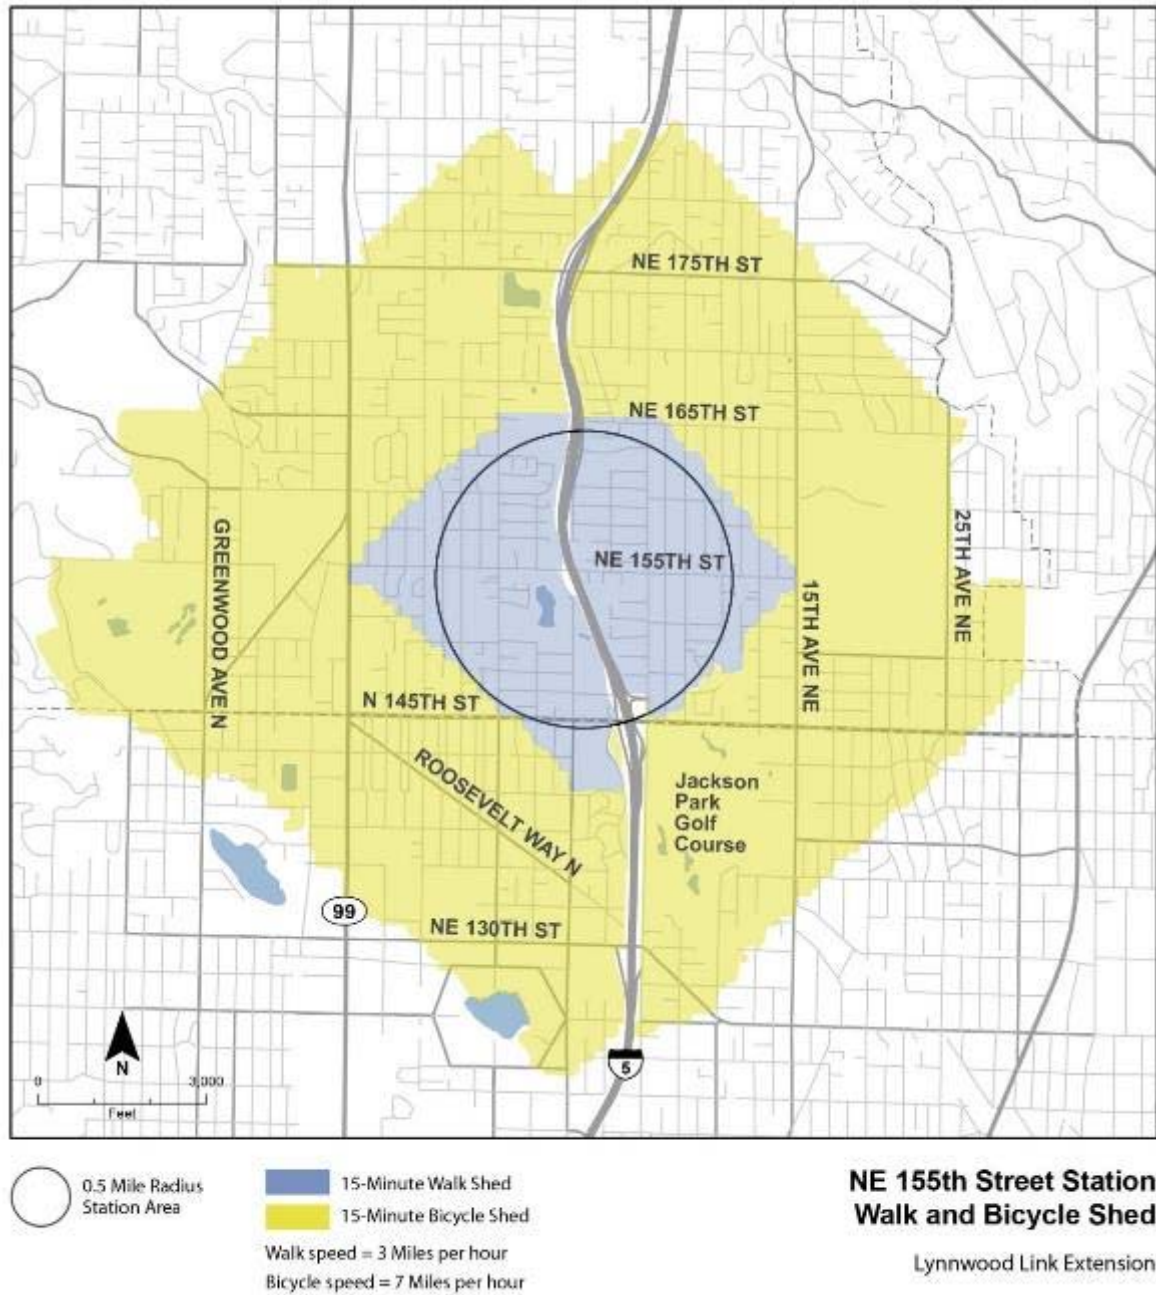 NE 175TH ST
NE 165TH ST
NE 155TH ST
GREENWOOD AVE N
15TH AVE NE
25TH AVE NE
N 145TH ST
ROOSEVELT WAY N
Jackson
Park
Golf
Course
99
NE 130TH ST
N
0
3,000
Feet
5
0.5 Mile Radius
Station Area
15-Minute Walk Shed
15-Minute Bicycle Shed
Walk speed = 3 Miles per hour
Bicycle speed = 7 Miles per hour
NE 155th Street Station
Walk and Bicycle Shed
Lynnwood Link Extension